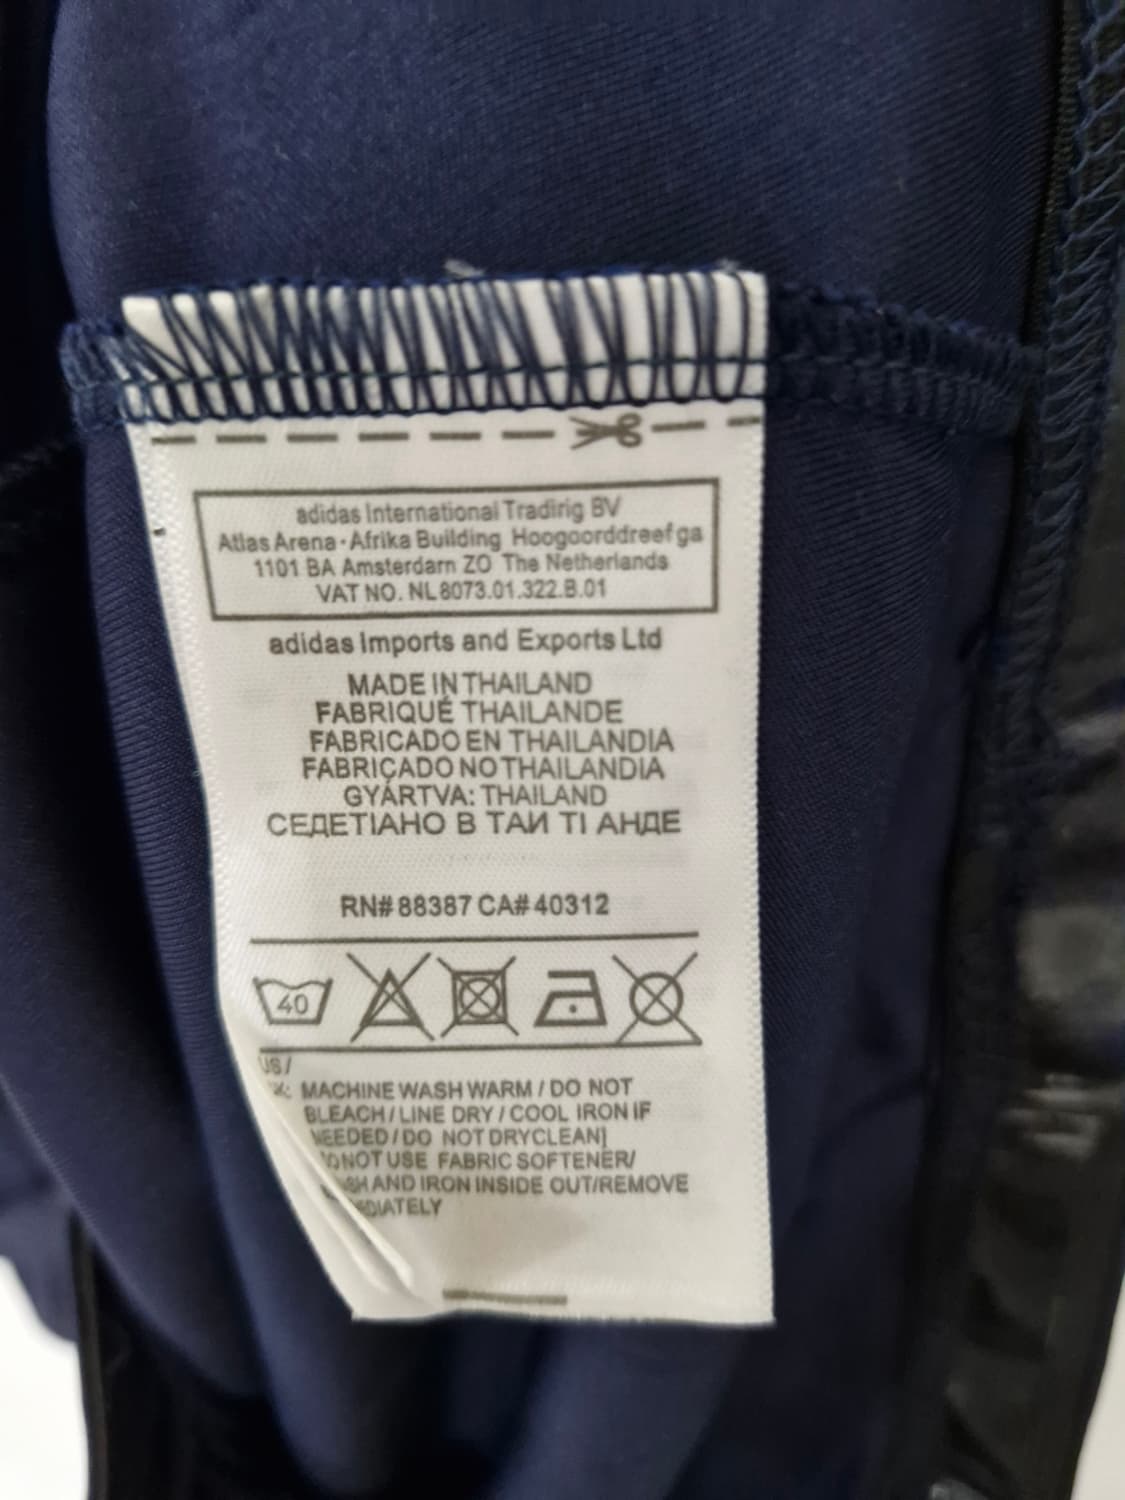 adidas International Tradirig BV
Atlas Arena · Afrika Building Hoogoorddreef ga
1101 BA Amsterdarn ZO The Netherlands
VAT NO. NL8073.01.322.B.01
adidas Imports and Exports Ltd
MADE IN THAILAND
FABRIQUÉ THAILANDE
FABRICADO EN THAILANDIA
FABRIÇADO NO THAILANDIA
GYÁRTVA: THAILAND
СЕДЕТІАНО В ТАИ ТІ АНДЕ
RN# 88387 CA# 40312
40
US/
MACHINE WASH WARM / DO NOT
BLEACH / LINE DRY / COOL IRON IF
NEEDED / DO NOT DRYCLEAN]
NOT USE FABRIC SOFTENER/
AND IRON INSIDE OUT/REMOVE